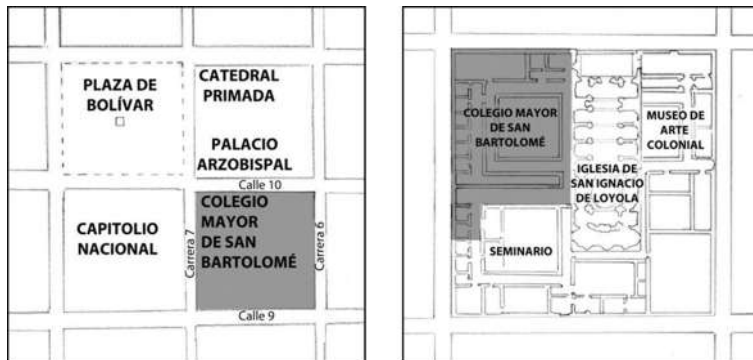 PLAZA DE
BOLÍVAR
CATEDRAL
PRIMADA
PALACIO
ARZOBISPAL
Calle 10
CAPITOLIO
NACIONAL
Carrera 7
COLEGIO
MAYOR
DE SAN
BARTOLOMÉ
Carrera 6
Calle 9
COLEGIO MAYOR
DE SAN
BARTOLOMÉ
MUSEO DE
ARTE
COLONIAL
IGLESIA DE
SAN IGNACIO
DE LOYOLA
SEMINARIO